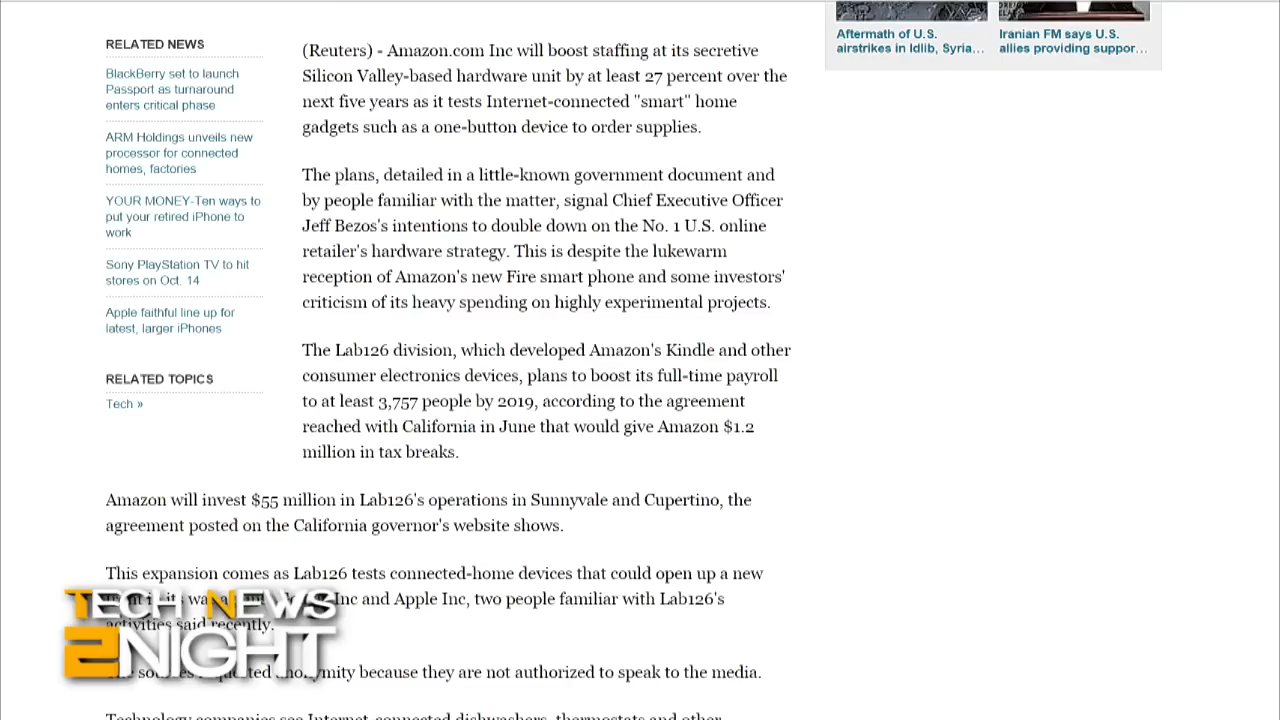 RELATED NEWS
BlackBerry set to launch
Passport as turnaround
enters critical phase
ARM Holdings unveils new
processor for connected
homes, factories
YOUR MONEY-Ten ways to
put your retired iPhone to
work
Sony PlayStation TV to hit
stores on Oct. 14
Apple faithful line up for
latest, larger iPhones
RELATED TOPICS
Tech »
(Reuters) - Amazon.com Inc will boost staffing at its secretive
Silicon Valley-based hardware unit by at least 27 percent over the
next five years as it tests Internet-connected "smart" home
gadgets such as a one-button device to order supplies.
The plans, detailed in a little-known government document and
by people familiar with the matter, signal Chief Executive Officer
Jeff Bezos's intentions to double down on the No. 1 U.S. online
retailer's hardware strategy. This is despite the lukewarm
reception of Amazon's new Fire smart phone and some investors'
criticism of its heavy spending on highly experimental projects.
The Lab126 division, which developed Amazon's Kindle and other
consumer electronics devices, plans to boost its full-time payroll
to at least 3,757 people by 2019, according to the agreement
reached with California in June that would give Amazon $1.2
million in tax breaks.
Amazon will invest $55 million in Lab126's operations in Sunnyvale and Cupertino, the
agreement posted on the California governor's website shows.
This expansion comes as Lab126 tests connected-home devices that could open up a new
Inc and Apple Inc, two people familiar with Lab126's
activities said recently.
because they are not authorized to speak to the media.
Technology companies see Internet-connected dishwashers, thermostats and other
Aftermath of U.S.
airstrikes in Idlib, Syria...
Iranian FM says U.S.
allies providing suppor...
TECH NEWS
2NIGHT